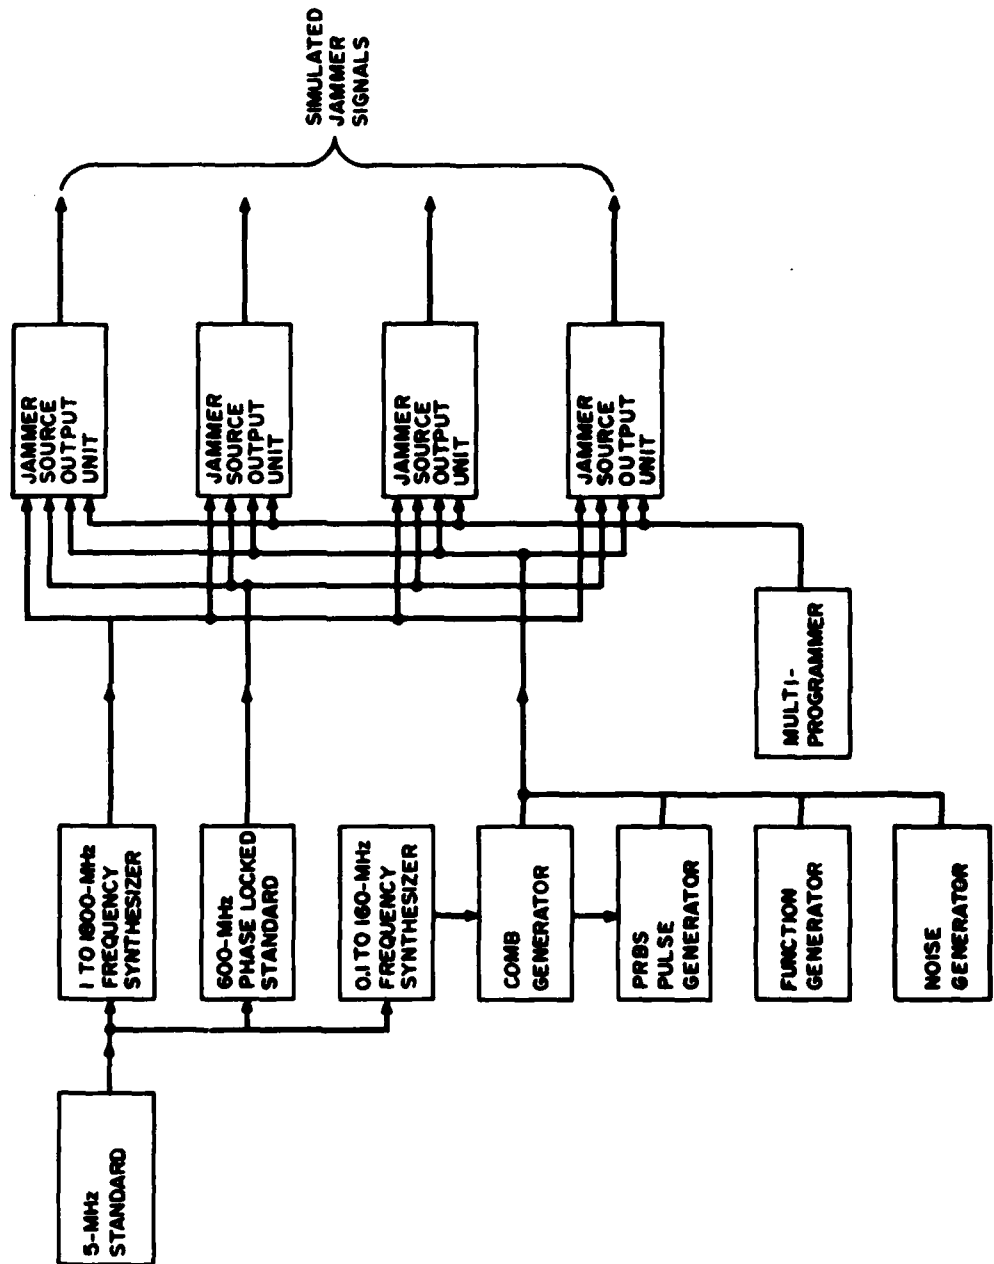 5-MHz
STANDARD
1 TO 1800-MHz
FREQUENCY
SYNTHESIZER
600-MHz
PHASE LOCKED
STANDARD
0.1 TO 160-MHz
FREQUENCY
SYNTHESIZER
COMB
GENERATOR
PRBS
PULSE
GENERATOR
FUNCTION
GENERATOR
NOISE
GENERATOR
MULTI-
PROGRAMMER
JAMMER
SOURCE
OUTPUT
UNIT
JAMMER
SOURCE
OUTPUT
UNIT
JAMMER
SOURCE
OUTPUT
UNIT
JAMMER
SOURCE
OUTPUT
UNIT
SIMULATED
JAMMER
SIGNALS